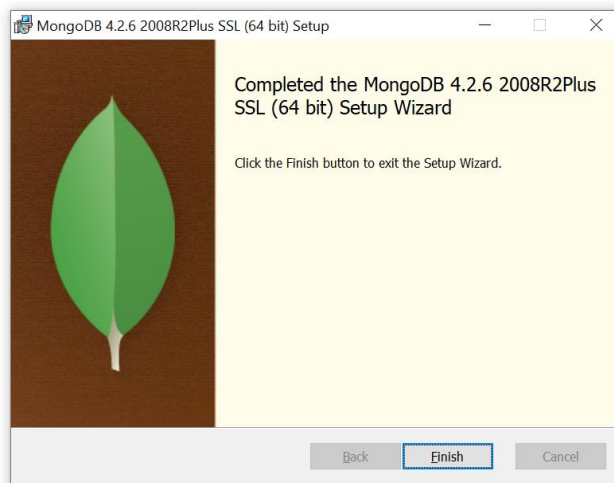 MongoDB 4.2.6 2008R2Plus SSL (64 bit) Setup
Completed the MongoDB 4.2.6 2008R2Plus
SSL (64 bit) Setup Wizard
Click the Finish button to exit the Setup Wizard.
Back Finish Cancel